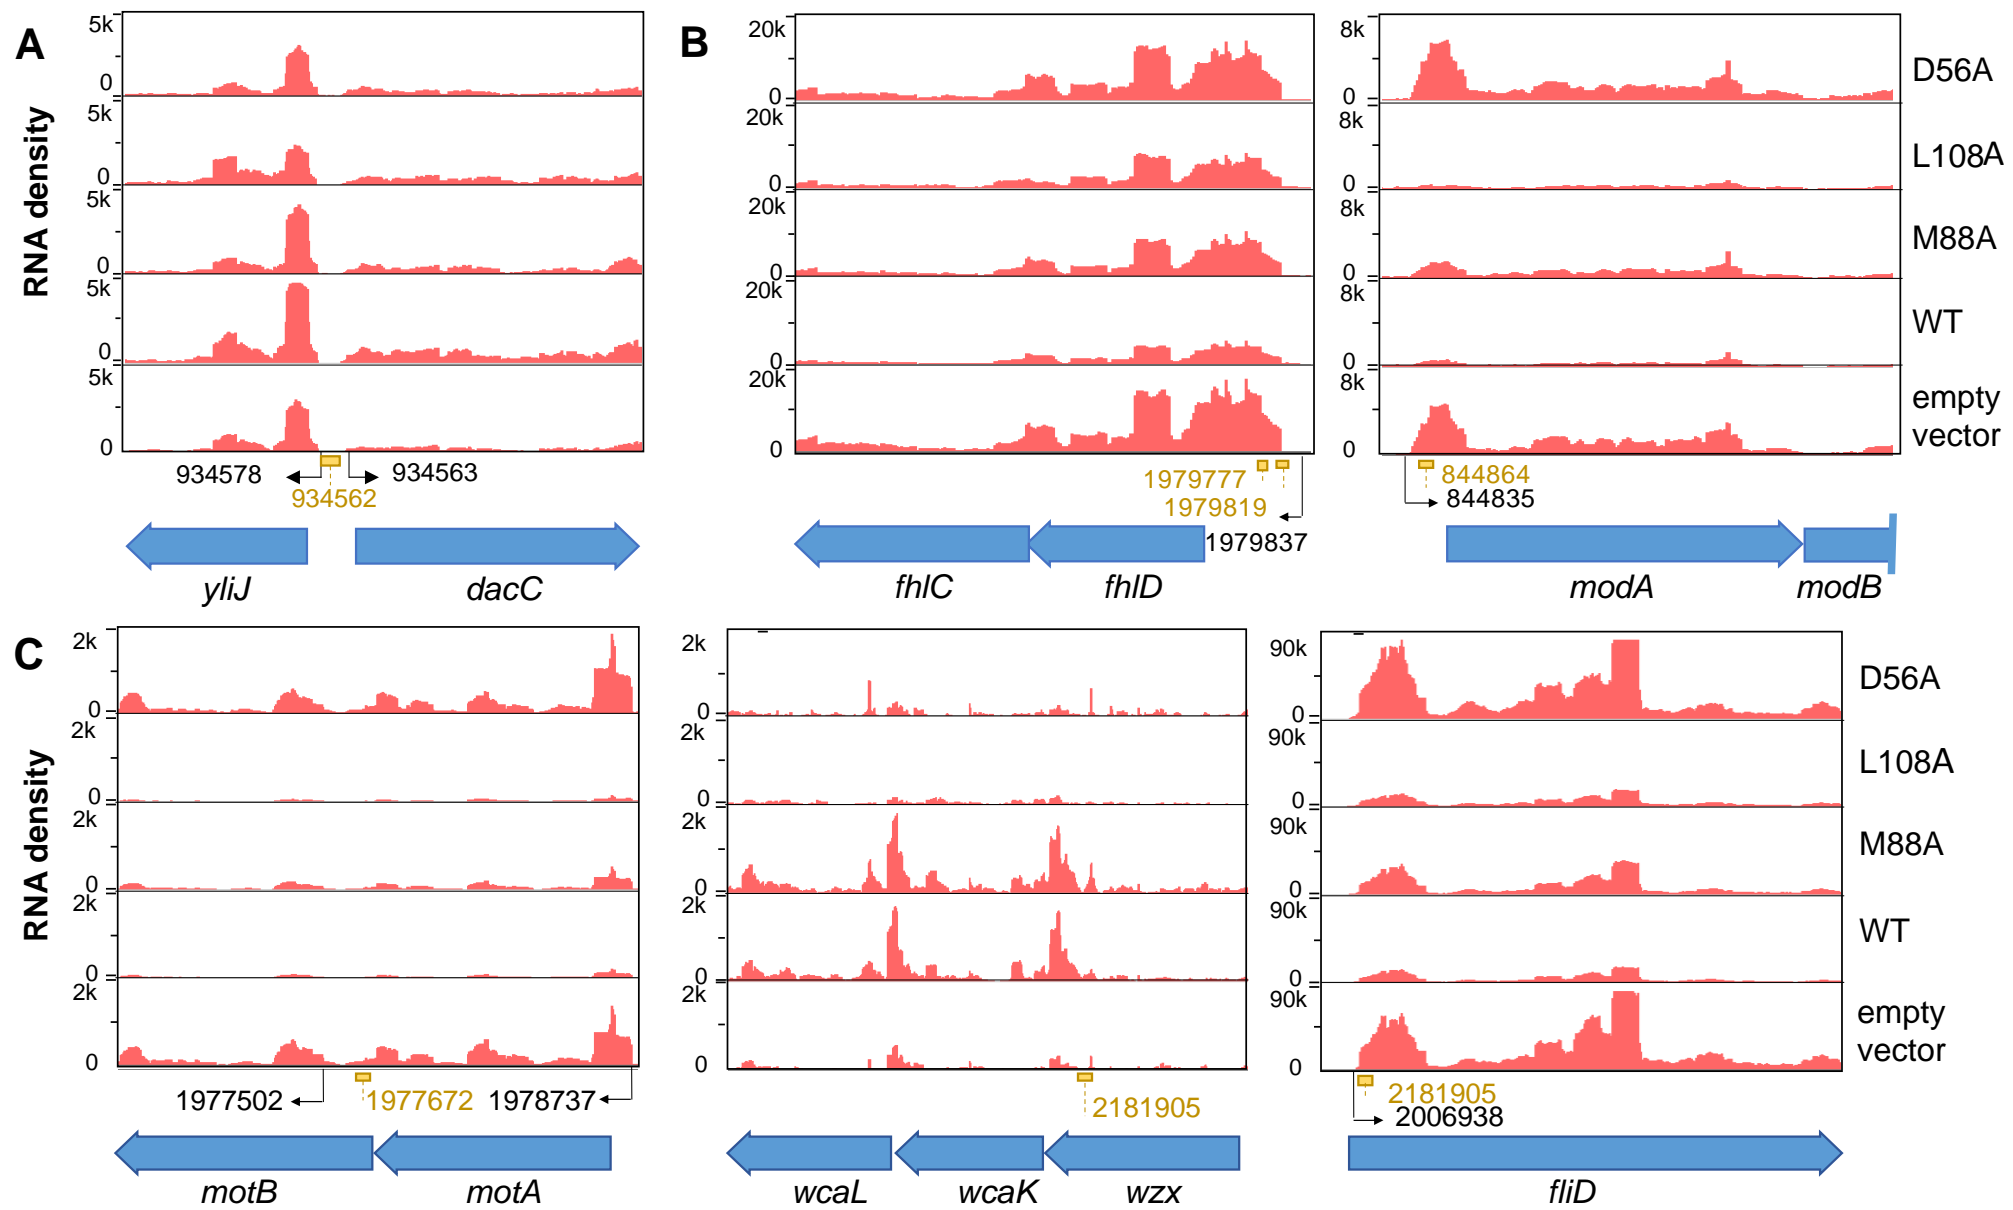 A
RNA density
5k
0
5k
0
5k
0
5k
0
5k
0
934578
934563
934562
yliJ
dacC
B
20k
0
20k
0
20k
0
20k
0
20k
0
1979777
1979819
1979837
fhlC
fhlD
8k
0
8k
0
8k
0
8k
0
8k
0
844864
844835
modA
modB
D56A
L108A
M88A
WT
empty
vector
C
RNA density
2k
0
2k
0
2k
0
2k
0
2k
0
1977502
1977672
1978737
motB
motA
2k
0
2k
0
2k
0
2k
0
2k
0
2181905
wcaL
wcaK
wzx
90k
0
90k
0
90k
0
90k
0
90k
0
2181905
2006938
fliD
D56A
L108A
M88A
WT
empty
vector